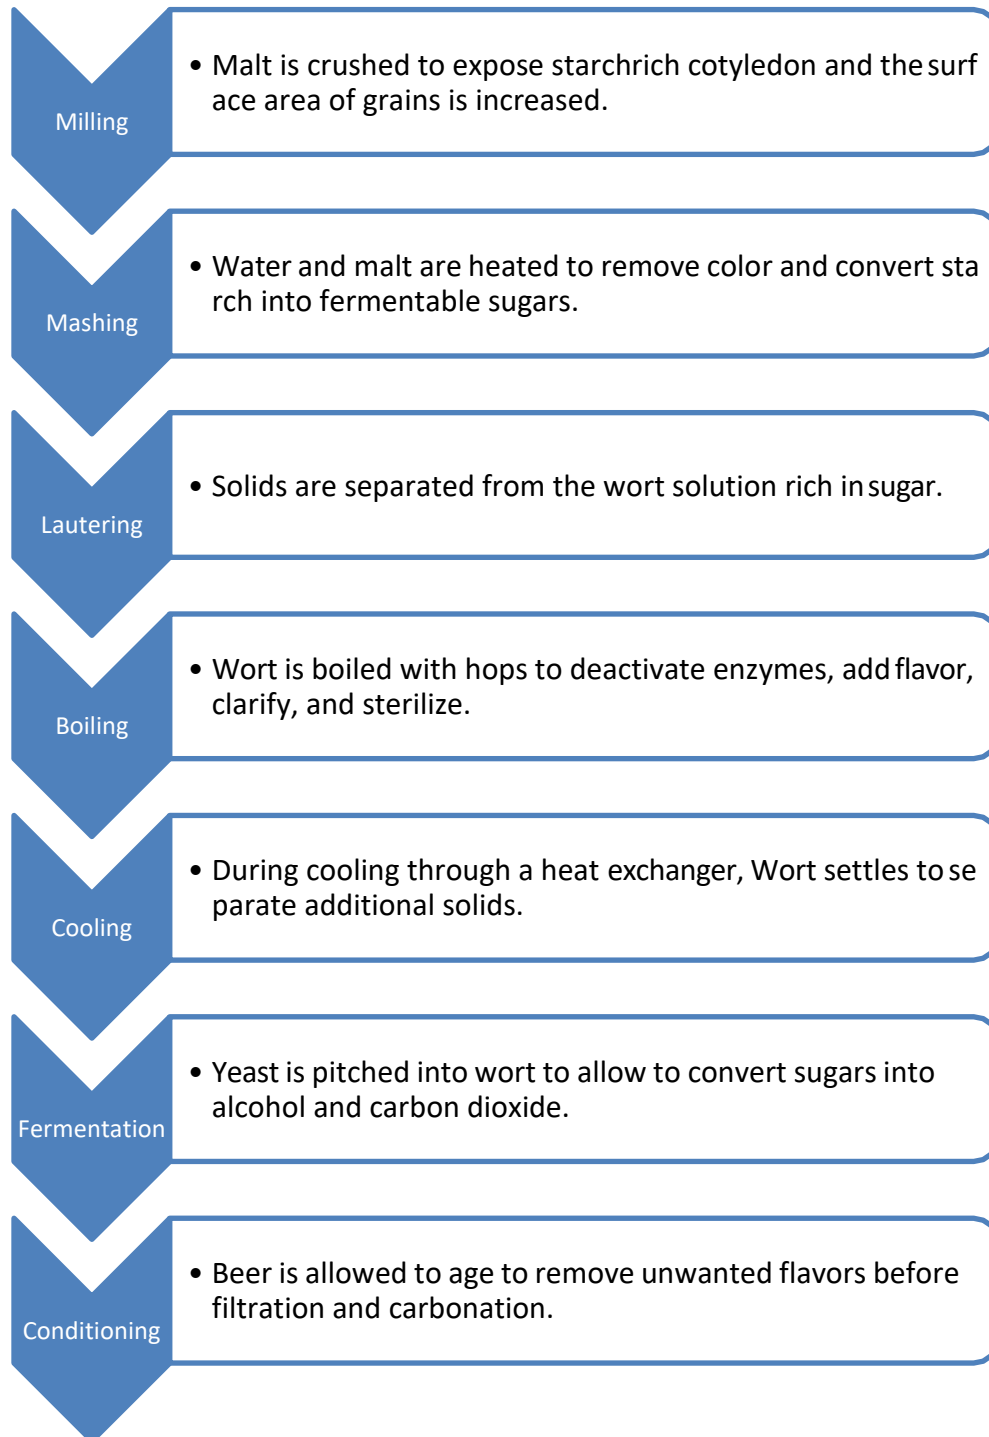 Milling
• Malt is crushed to expose starchrich cotyledon and the surf
ace area of grains is increased.
Mashing
• Water and malt are heated to remove color and convert sta
rch into fermentable sugars.
Lautering
• Solids are separated from the wort solution rich in sugar.
Boiling
• Wort is boiled with hops to deactivate enzymes, add flavor,
clarify, and sterilize.
Cooling
• During cooling through a heat exchanger, Wort settles to se
parate additional solids.
Fermentation
• Yeast is pitched into wort to allow to convert sugars into
alcohol and carbon dioxide.
Conditioning
• Beer is allowed to age to remove unwanted flavors before
filtration and carbonation.